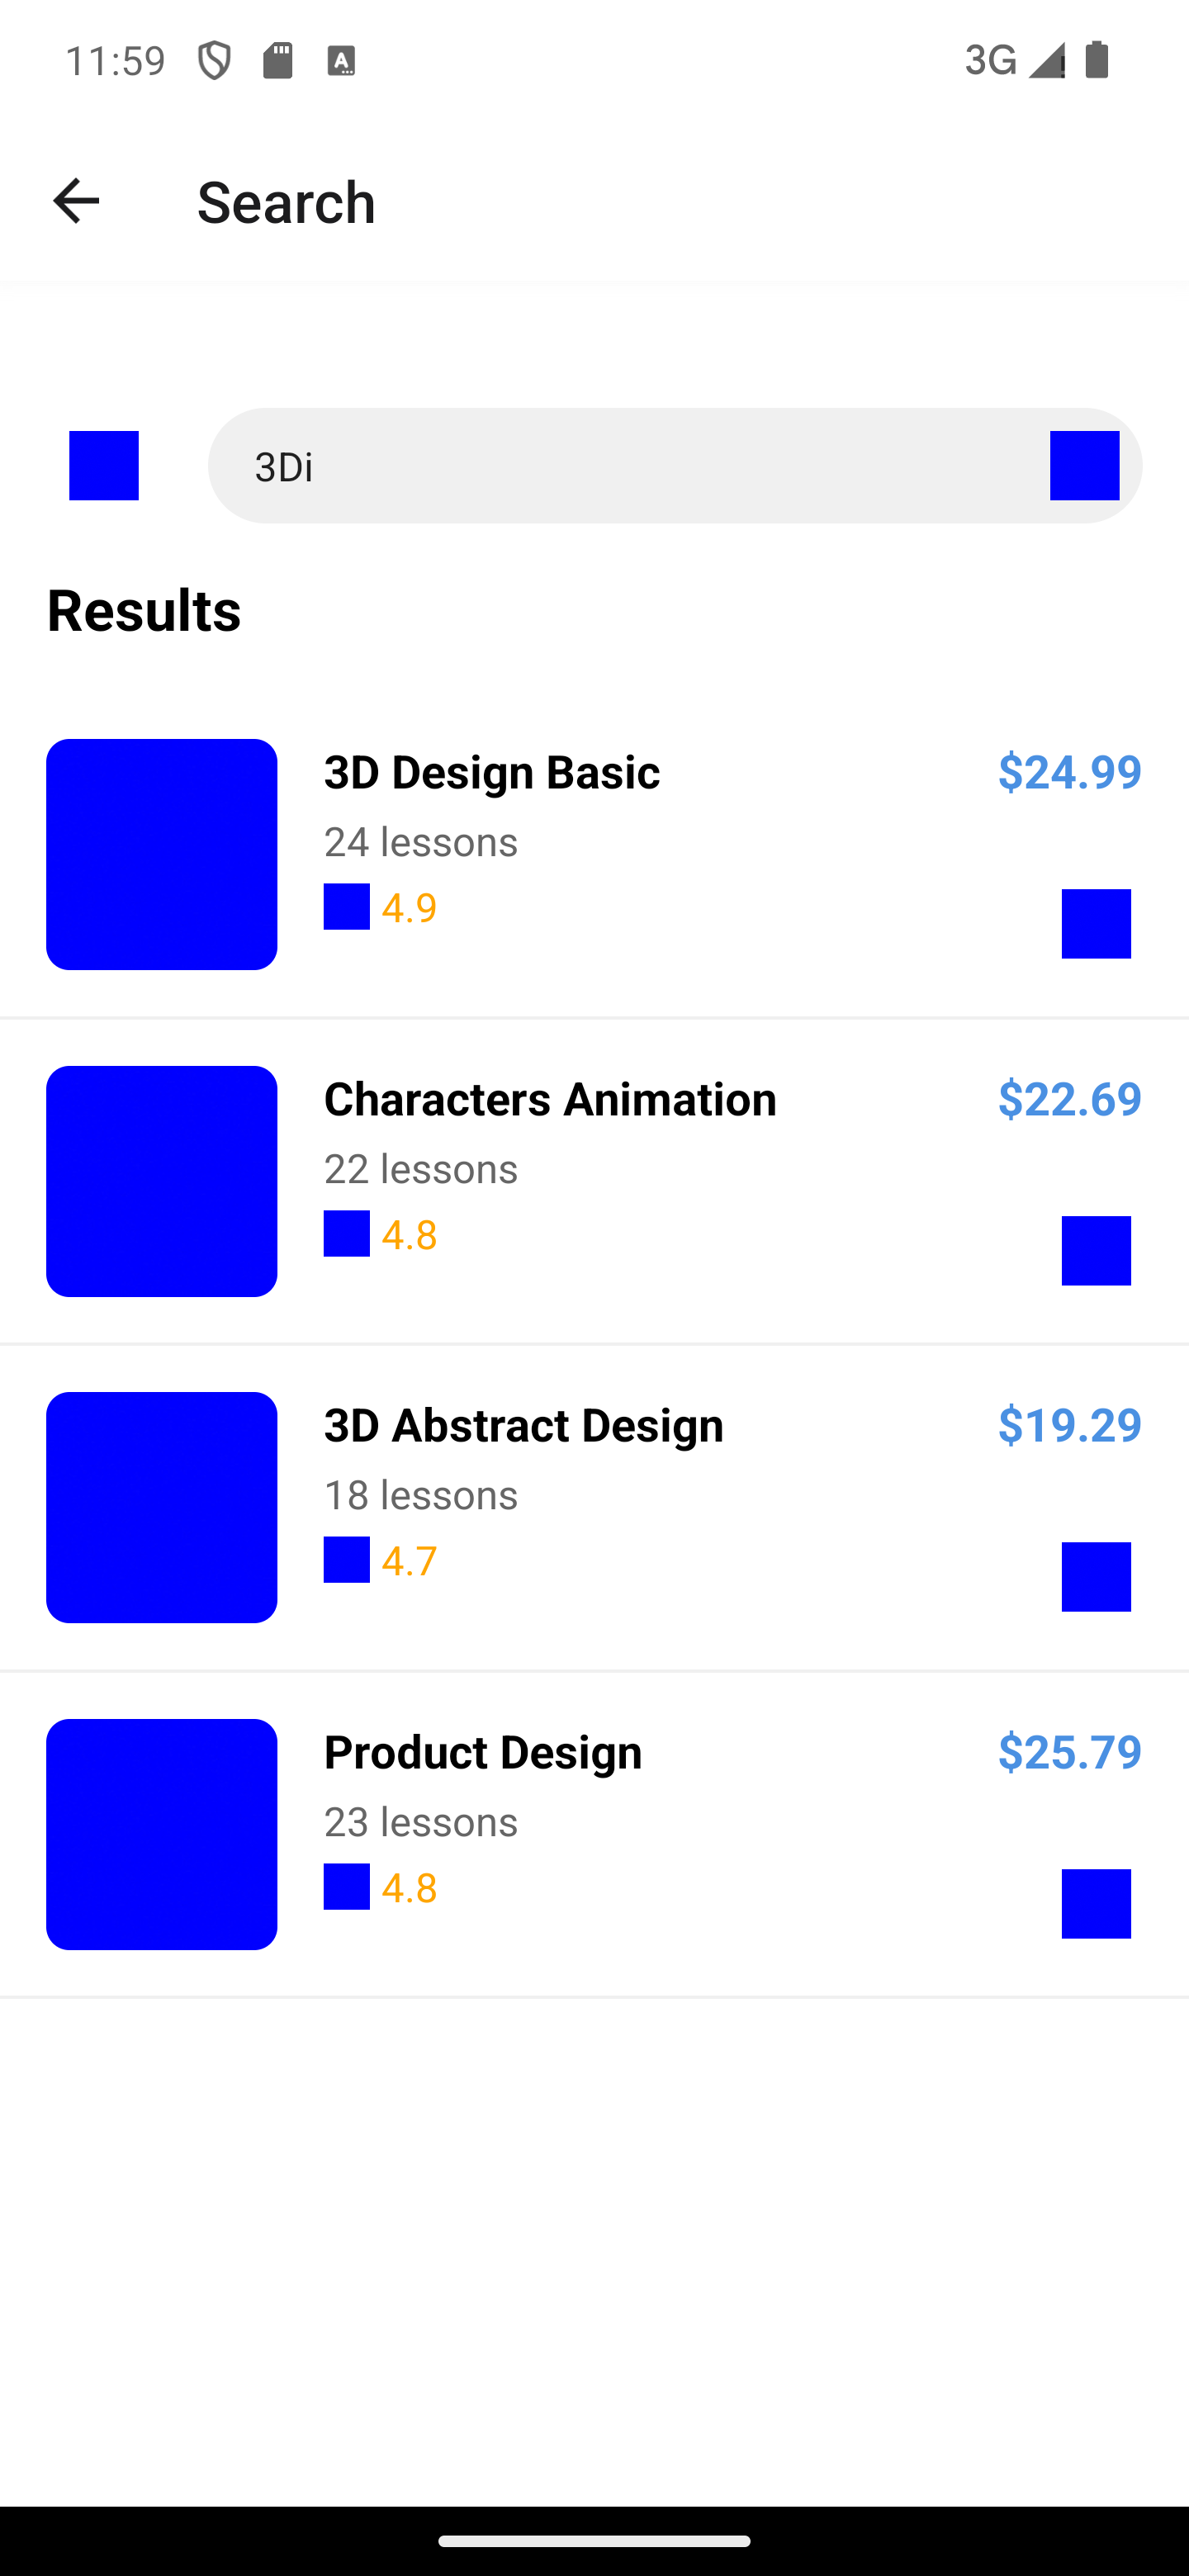 11:59 3G
Search
3Di
Results
3D Design Basic $24.99
24 lessons
4.9
Characters Animation $22.69
22 lessons
4.8
3D Abstract Design $19.29
18 lessons
4.7
Product Design $25.79
23 lessons
4.8